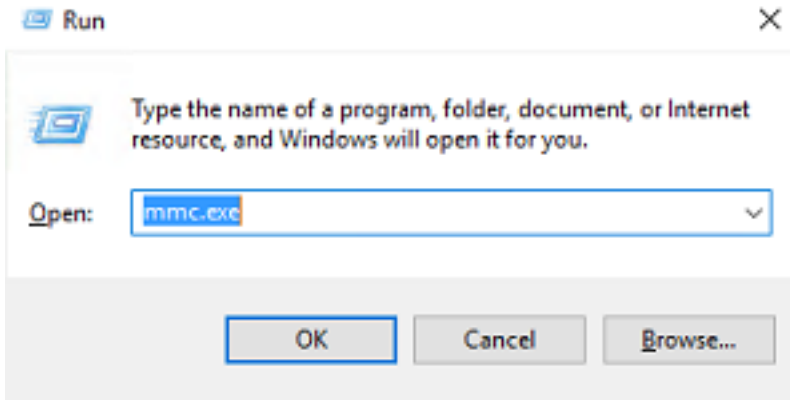 Run
Type the name of a program, folder, document, or Internet
resource, and Windows will open it for you.
Open: mmc.exe
OK Cancel Browse...